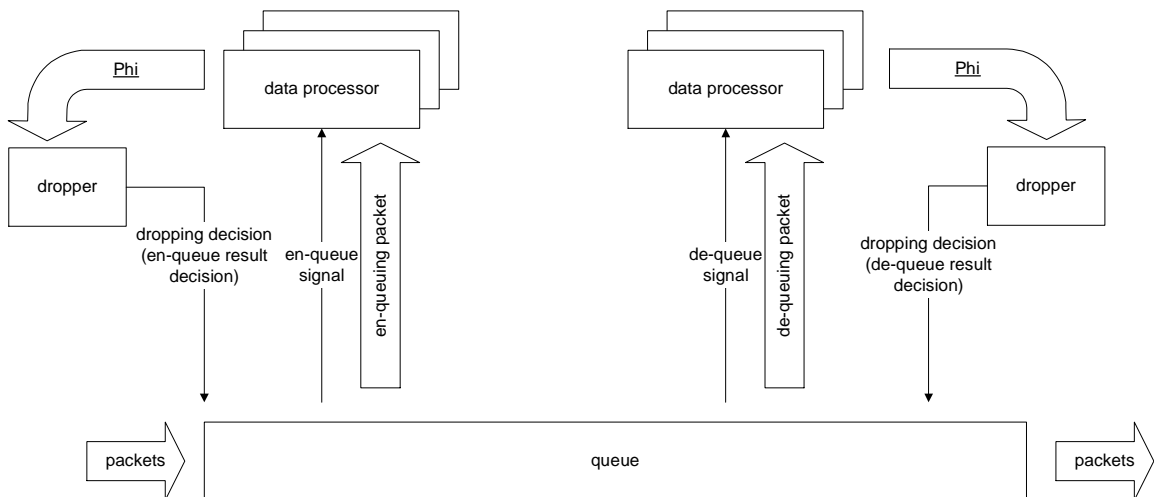 Phi
data processor
data processor
Phi
dropper
dropper
dropping decision
(en-queue result
decision)
en-queue
signal
en-queuing packet
de-queue
signal
de-queuing packet
dropping decision
(de-queue result
decision)
packets
queue
packets